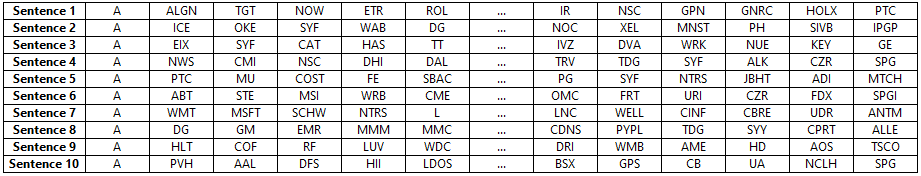 Sentence 1 A ALGN TGT NOW ETR ROL ... IR NSC GPN GNRC HOLX PTC
Sentence 2 A ICE OKE SYF WAB DG ... NOC XEL MNST PH SIVB IPGP
Sentence 3 A EIX SYF CAT HAS TT ... IVZ DVA WRK NUE KEY GE
Sentence 4 A NWS CMI NSC DHI DAL ... TRV TDG SYF ALK CZR SPG
Sentence 5 A PTC MU COST FE SBAC ... PG SYF NTRS JBHT ADI MTCH
Sentence 6 A ABT STE MSI WRB CME ... OMC FRT URI CZR FDX SPGI
Sentence 7 A WMT MSFT SCHW NTRS L ... LNC WELL CINF CBRE UDR ANTM
Sentence 8 A DG GM EMR MMM MMC ... CDNS PYPL TDG SYY CPRT ALLE
Sentence 9 A HLT COF RF LUV WDC ... DRI WMB AME HD AOS TSCO
Sentence 10 A PVH AAL DFS HII LDOS ... BSX GPS CB UA NCLH SPG